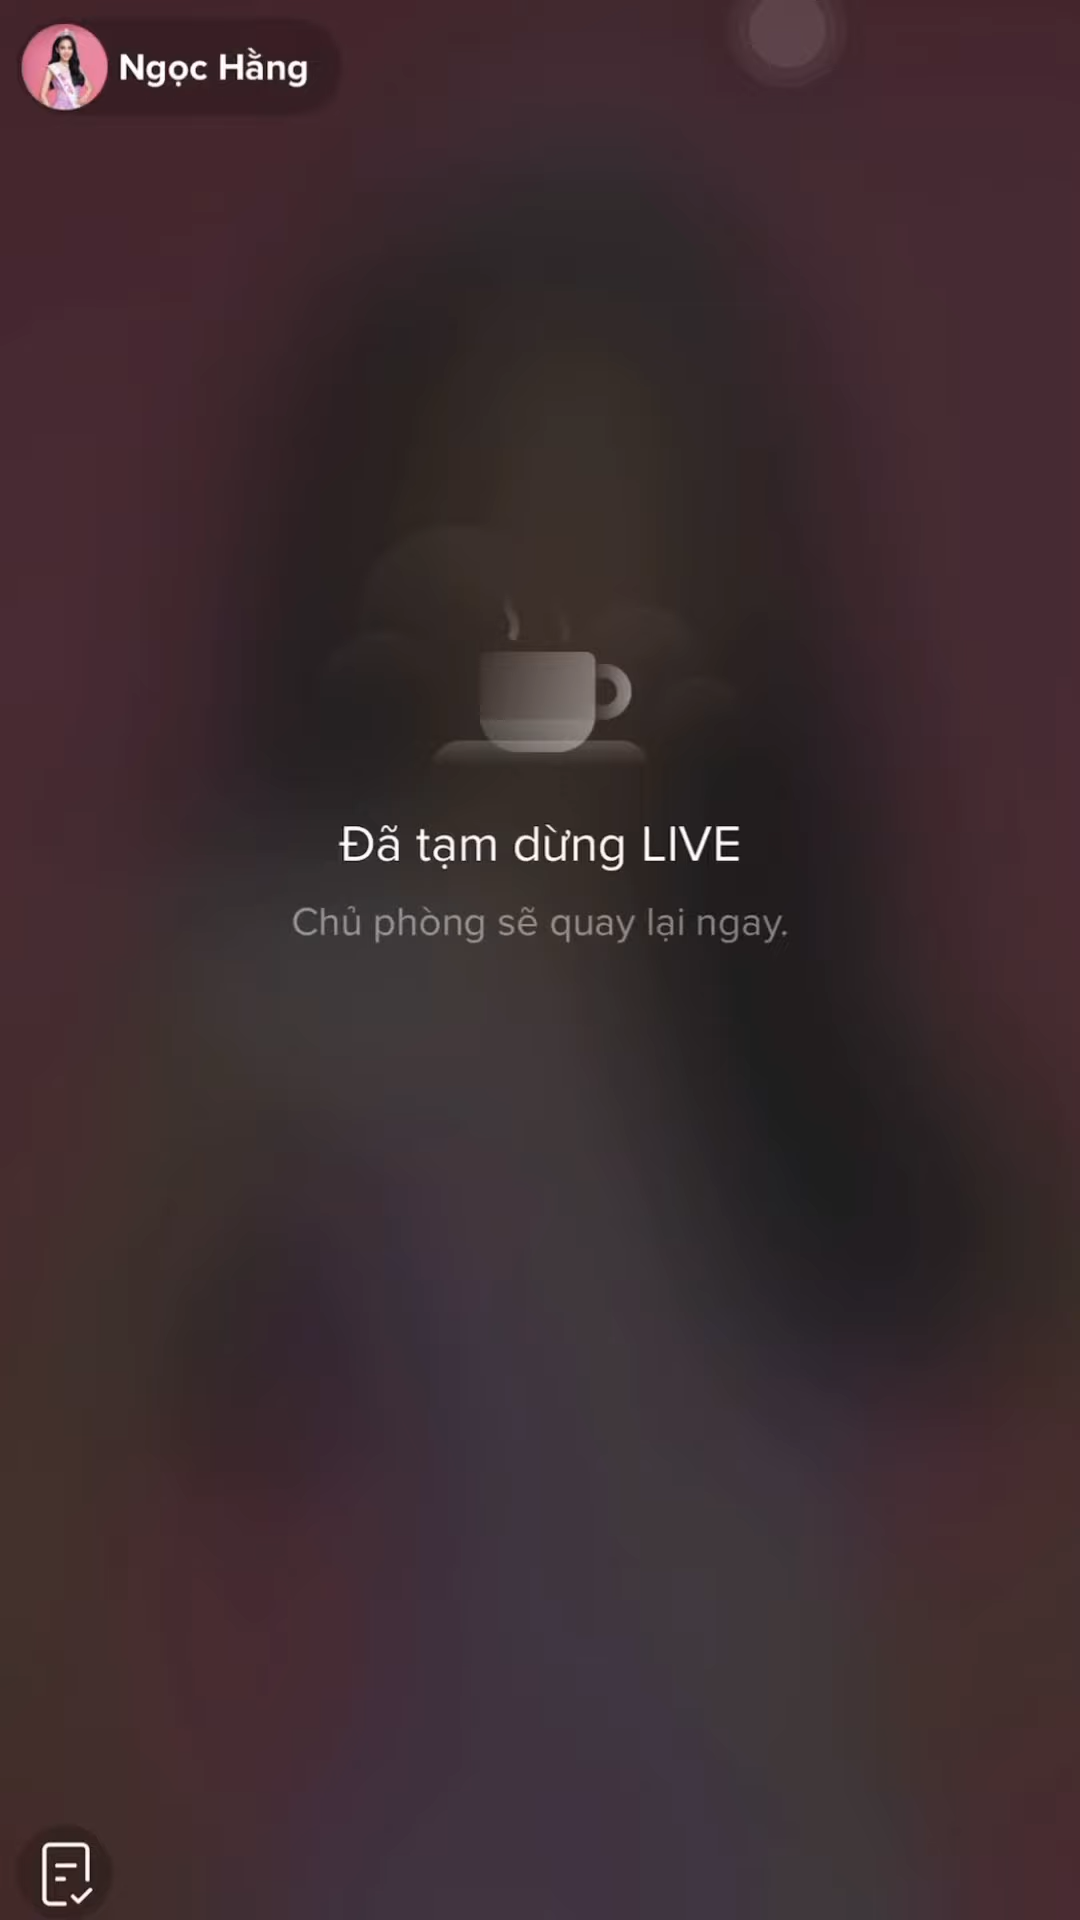 Ngọc Hằng
Đã tạm dừng LIVE
Chủ phòng sẽ quay lại ngay.